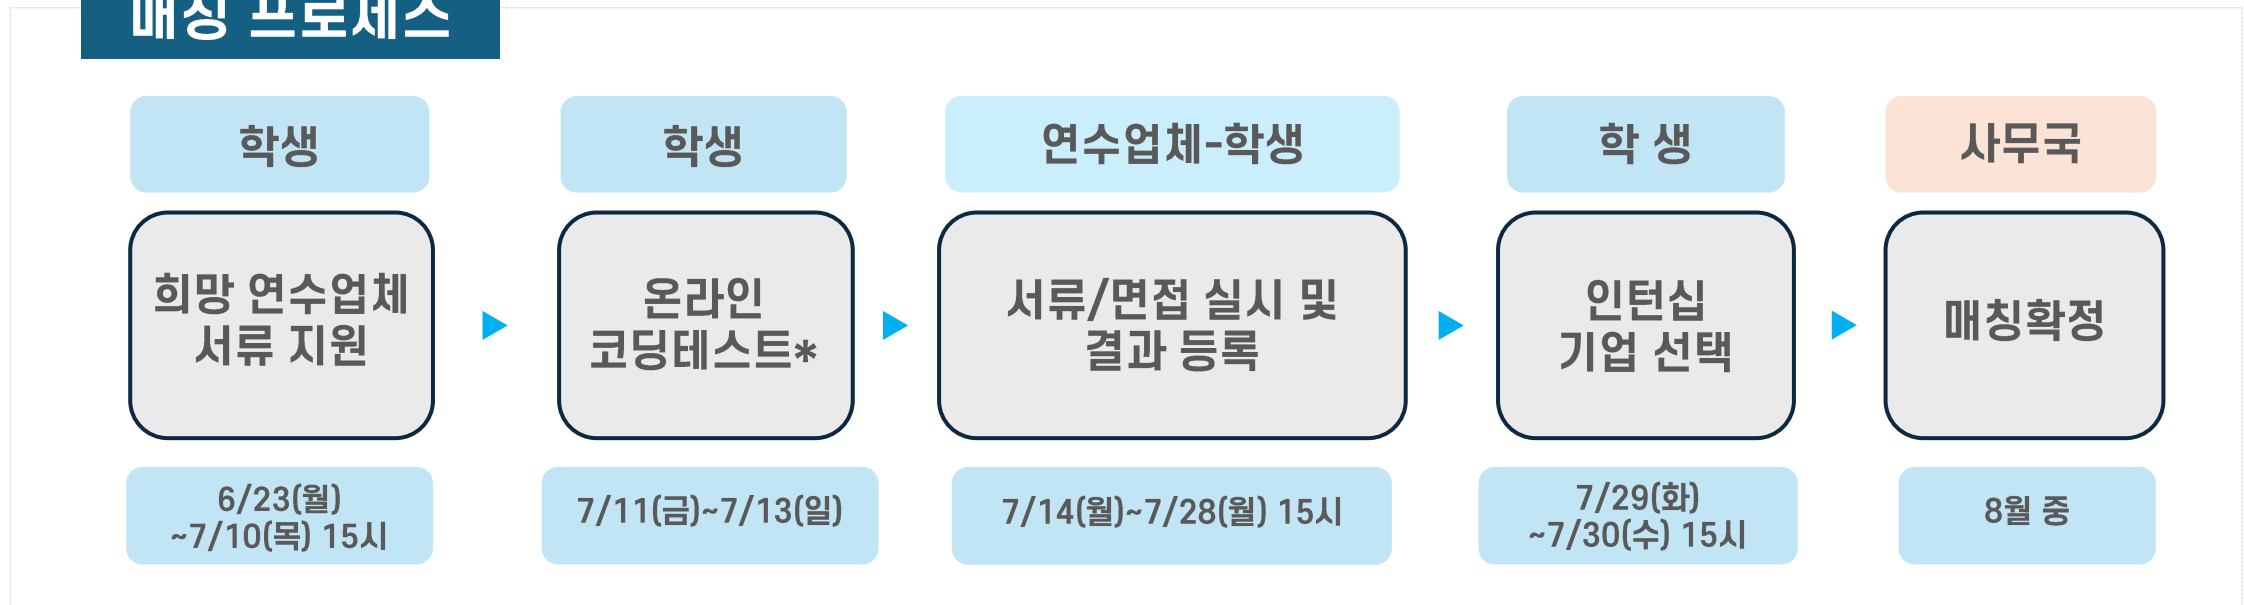 매칭 프로세스
학생
학생
연수업체-학생
학 생
사무국
희망 연수업체
서류 지원
온라인
코딩테스트*
서류/면접 실시 및
결과 등록
인턴십
기업 선택
매칭확정
6/23(월)
~7/10(목) 15시
7/11(금)~7/13(일)
7/14(월)~7/28(월) 15시
7/29(화)
~7/30(수) 15시
8월 중